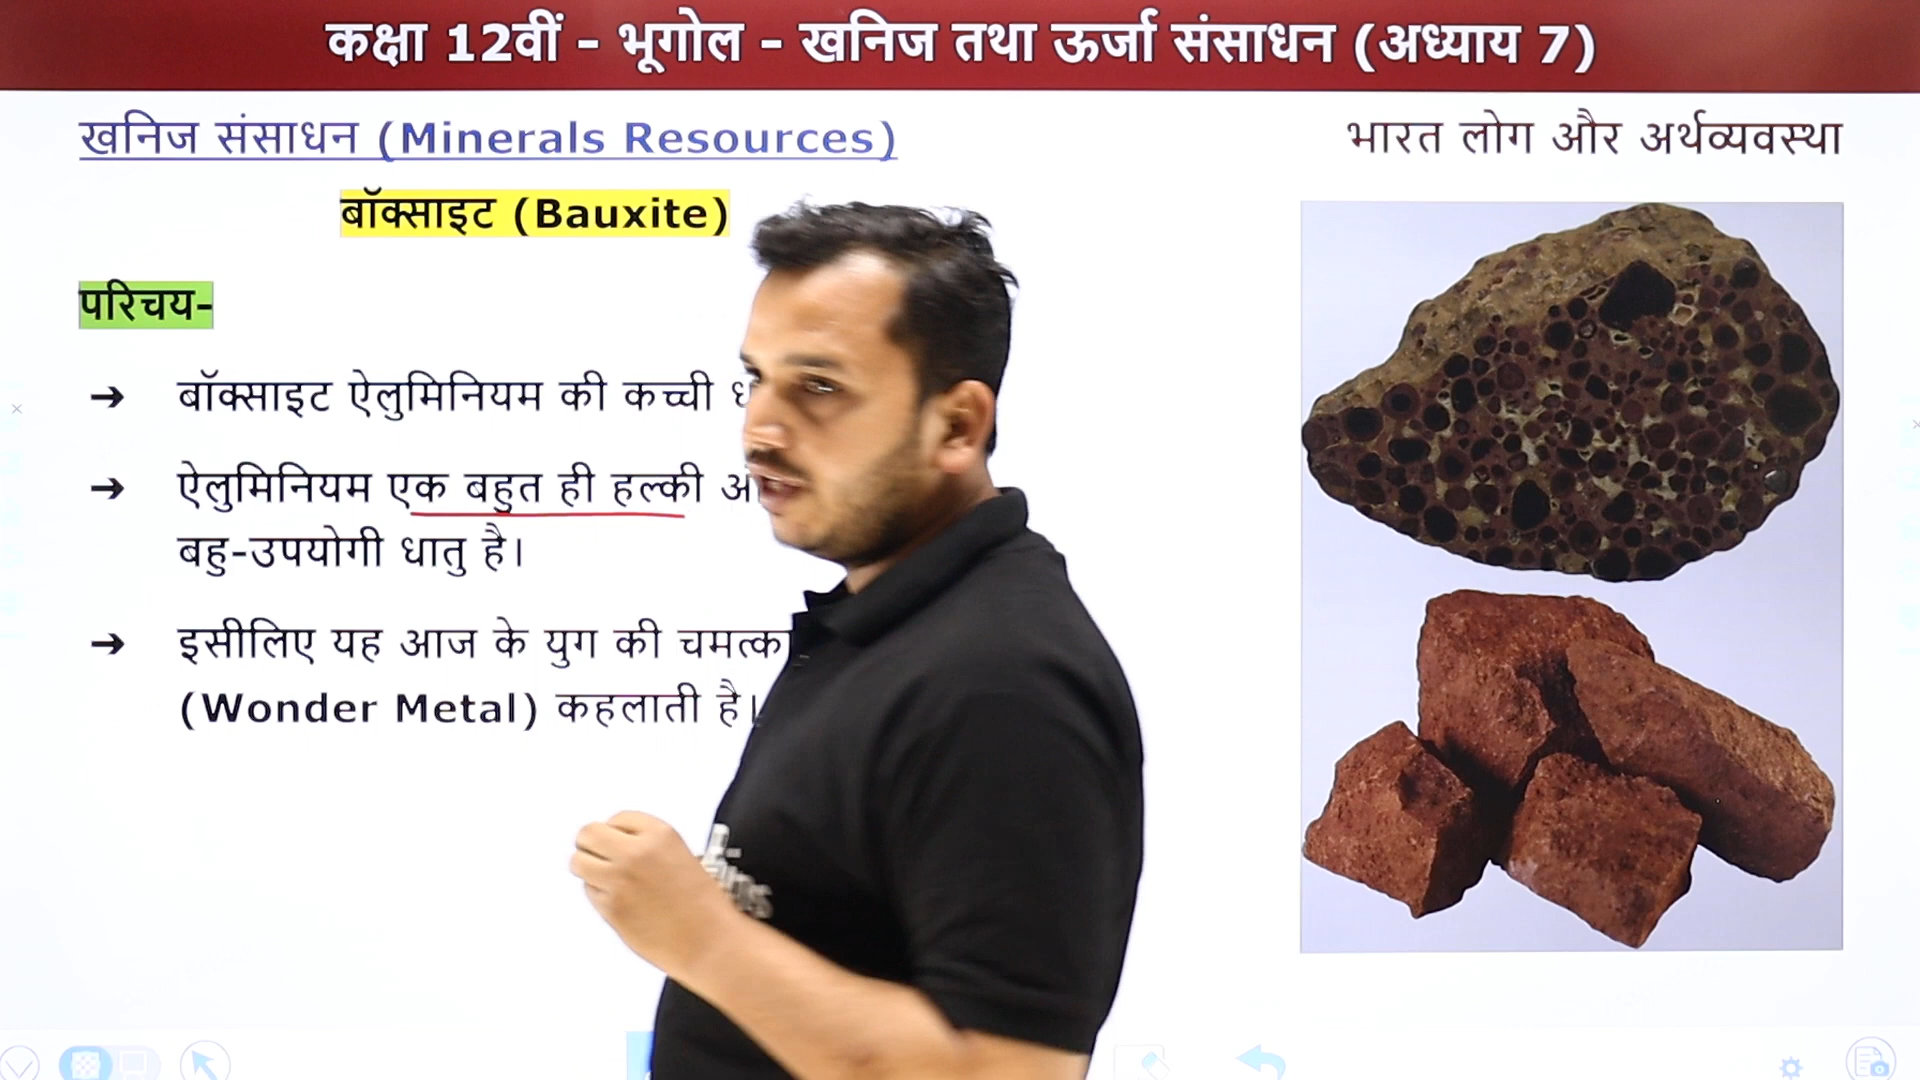 कक्षा 12वीं - भूगोल - खनिज तथा ऊर्जा संसाधन (अध्याय 7)
खनिज संसाधन (Minerals Resources)
भारत लोग और अर्थव्यवस्था
बॉक्साइट (Bauxite)
परिचय-
➔ बॉक्साइट ऐलुमिनियम की कच्ची
➔ ऐलुमिनियम एक बहुत ही हल्की
बहु-उपयोगी धातु है।
➔ इसीलिए यह आज के युग की
(Wonder Metal) कहलाती है।